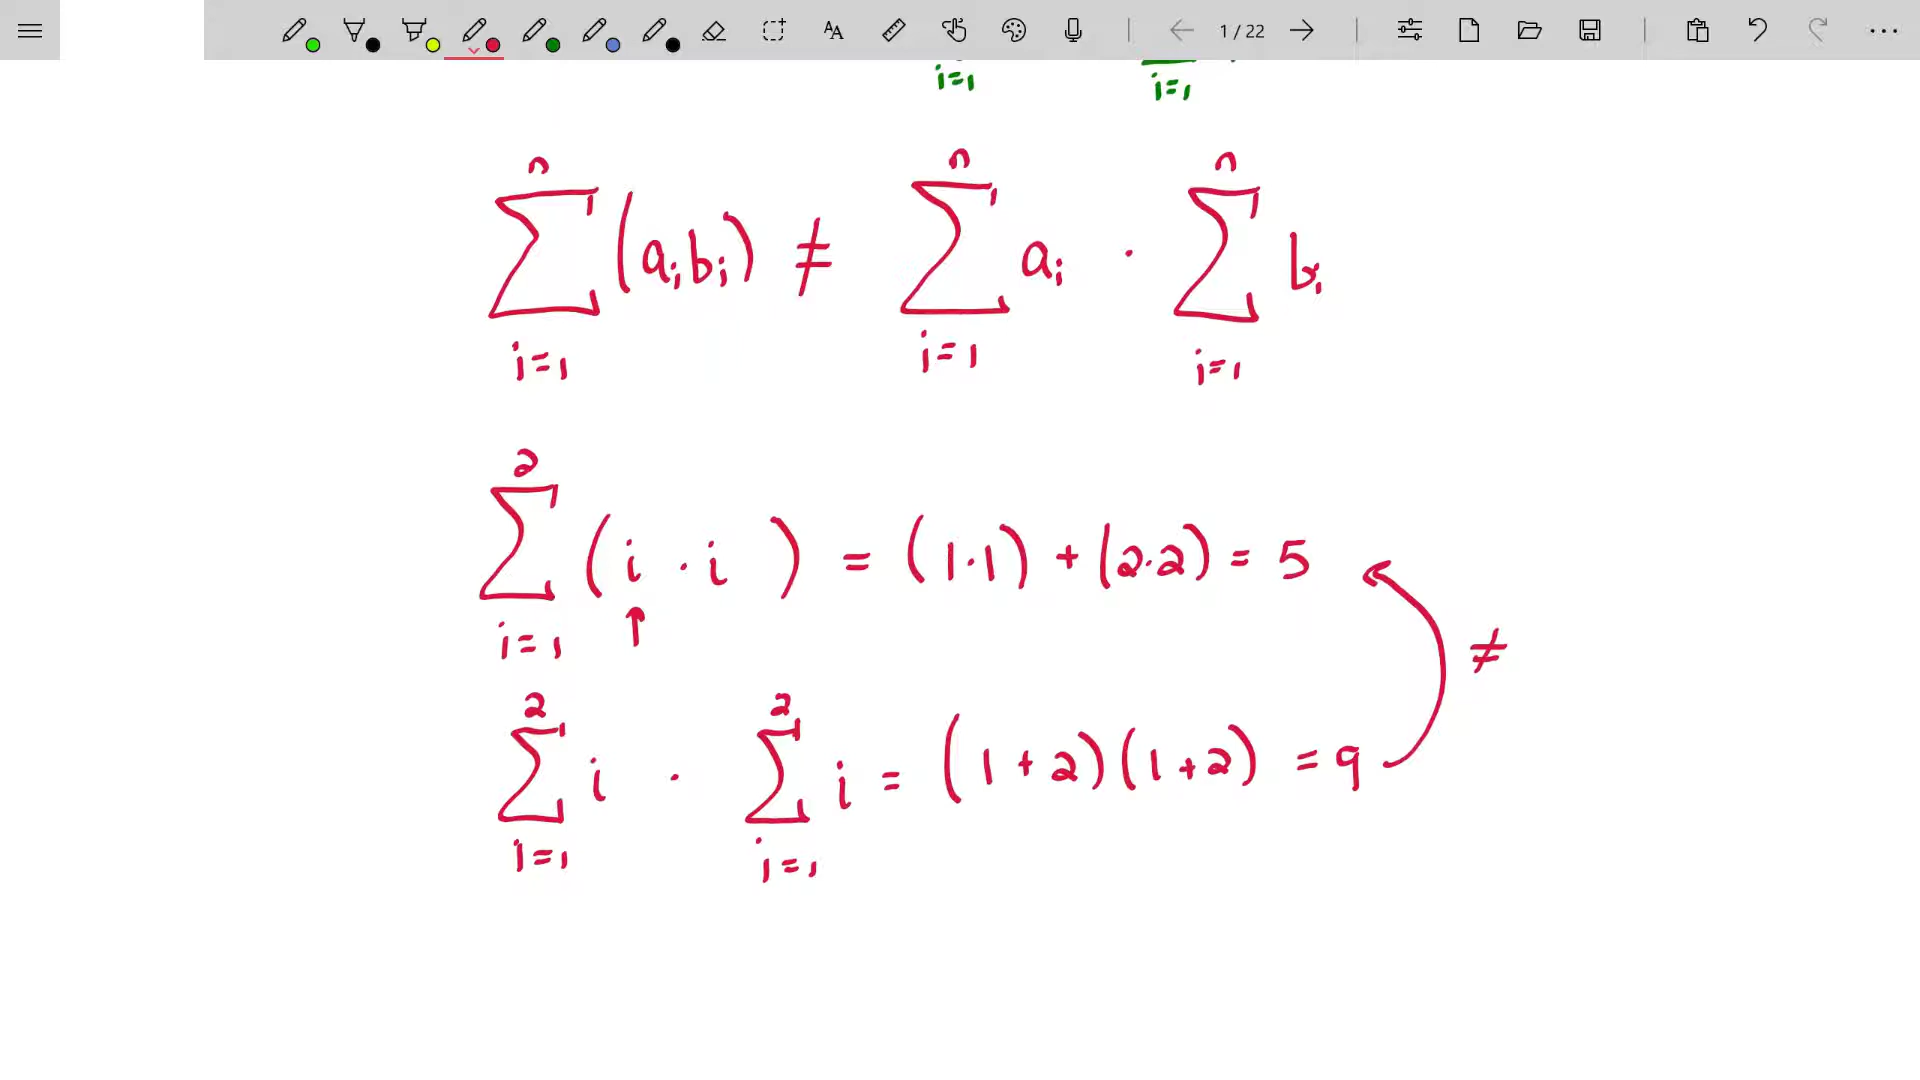 1 / 22
i=1 i=1
n n n
∑ (aᵢbᵢ) ≠ ∑ aᵢ · ∑ bᵢ
i=1 i=1 i=1
2
∑ (i · i) = (1·1) + (2·2) = 5
i=1
≠
2 2
∑ i · ∑ i = (1+2)(1+2) = 9
i=1 i=1